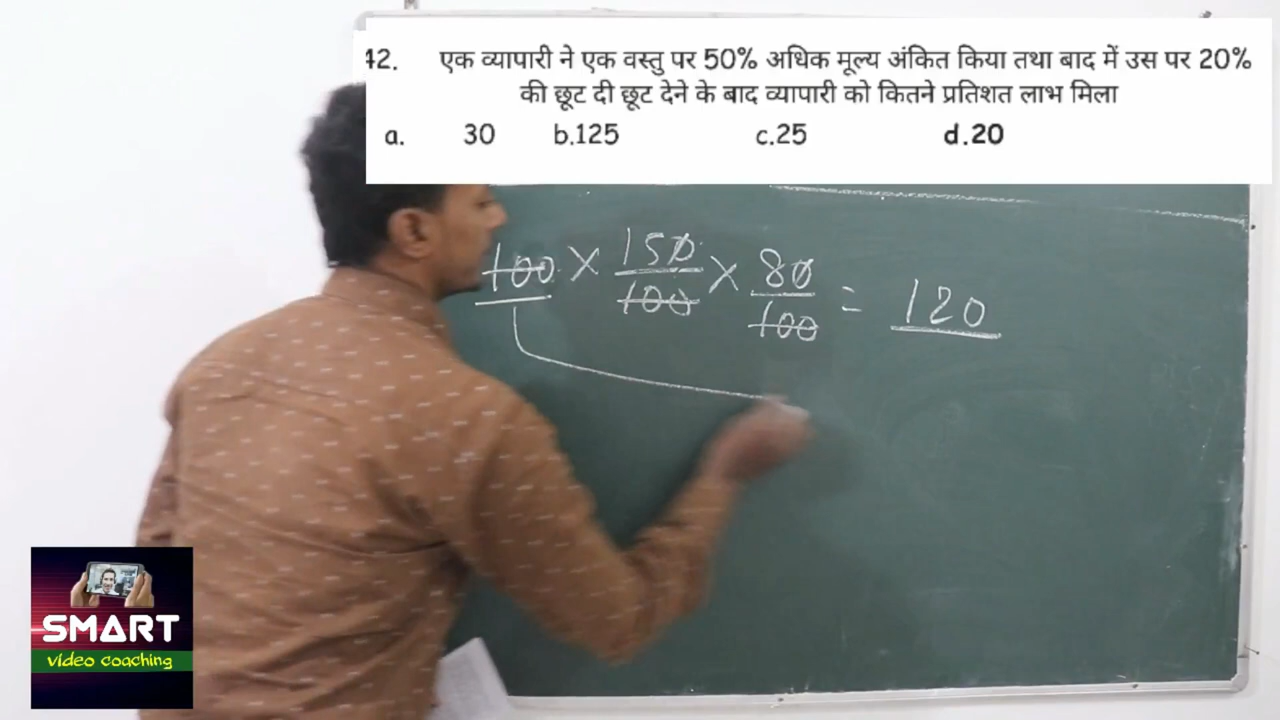 42. एक व्यापारी ने एक वस्तु पर 50% अधिक मूल्य अंकित किया तथा बाद में उस पर 20%
की छूट दी छूट देने के बाद व्यापारी को कितने प्रतिशत लाभ मिला
a. 30 b.125 c.25 d.20
100 × 150/100 × 80/100 = 120
SMART
video coaching